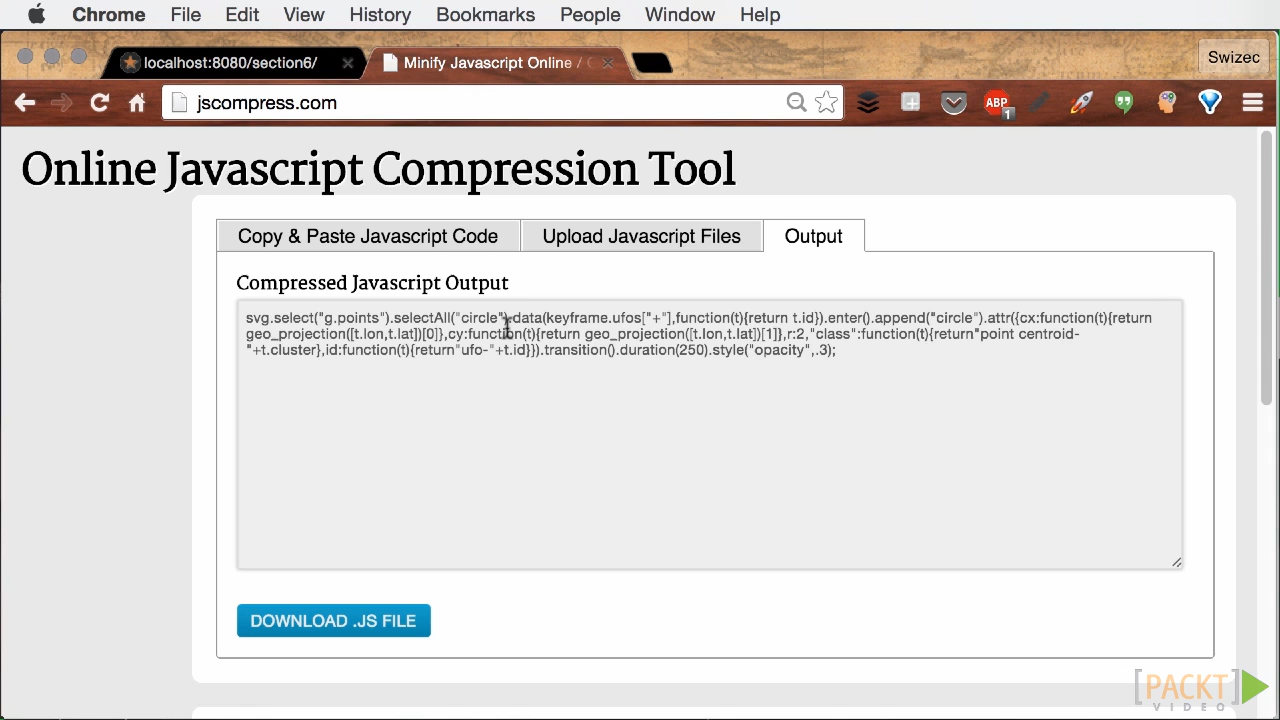 Chrome File Edit View History Bookmarks People Window Help
localhost:8080/section6/
Minify Javascript Online /
Swizec
jscompress.com
ABP
1
Online Javascript Compression Tool
Copy & Paste Javascript Code
Upload Javascript Files
Output
Compressed Javascript Output
svg.select("g.points").selectAll("circle").data(keyframe.ufos["+"],function(t){return t.id}).enter().append("circle").attr({cx:function(t){return
geo_projection([t.lon,t.lat])[0]},cy:function(t){return geo_projection([t.lon,t.lat])[1]},r:2,"class":function(t){return"point centroid-
"+t.cluster},id:function(t){return"ufo-"+t.id}}).transition().duration(250).style("opacity",.3);
DOWNLOAD .JS FILE
[PACKT]
VIDEO